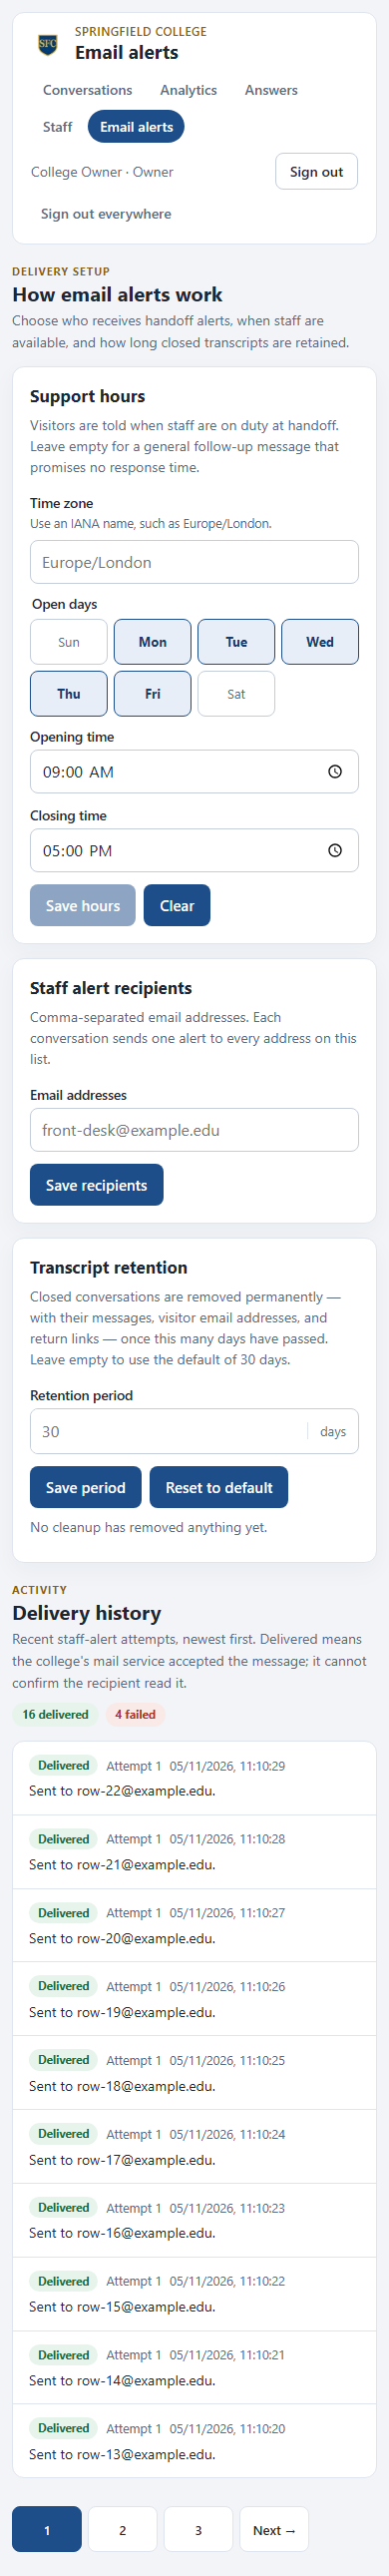 SFC
SPRINGFIELD COLLEGE
Email alerts
Conversations Analytics Answers
Staff Email alerts
College Owner · Owner Sign out
Sign out everywhere
DELIVERY SETUP
How email alerts work
Choose who receives handoff alerts, when staff are
available, and how long closed transcripts are retained.
Support hours
Visitors are told when staff are on duty at handoff.
Leave empty for a general follow-up message that
promises no response time.
Time zone
Use an IANA name, such as Europe/London.
Europe/London
Open days
Sun Mon Tue Wed
Thu Fri Sat
Opening time
09:00 AM
Closing time
05:00 PM
Save hours Clear
Staff alert recipients
Comma-separated email addresses. Each
conversation sends one alert to every address on this
list.
Email addresses
front-desk@example.edu
Save recipients
Transcript retention
Closed conversations are removed permanently —
with their messages, visitor email addresses, and
return links — once this many days have passed.
Leave empty to use the default of 30 days.
Retention period
30 days
Save period Reset to default
No cleanup has removed anything yet.
ACTIVITY
Delivery history
Recent staff-alert attempts, newest first. Delivered means
the college's mail service accepted the message; it cannot
confirm the recipient read it.
16 delivered 4 failed
Delivered Attempt 1 05/11/2026, 11:10:29
Sent to row-22@example.edu.
Delivered Attempt 1 05/11/2026, 11:10:28
Sent to row-21@example.edu.
Delivered Attempt 1 05/11/2026, 11:10:27
Sent to row-20@example.edu.
Delivered Attempt 1 05/11/2026, 11:10:26
Sent to row-19@example.edu.
Delivered Attempt 1 05/11/2026, 11:10:25
Sent to row-18@example.edu.
Delivered Attempt 1 05/11/2026, 11:10:24
Sent to row-17@example.edu.
Delivered Attempt 1 05/11/2026, 11:10:23
Sent to row-16@example.edu.
Delivered Attempt 1 05/11/2026, 11:10:22
Sent to row-15@example.edu.
Delivered Attempt 1 05/11/2026, 11:10:21
Sent to row-14@example.edu.
Delivered Attempt 1 05/11/2026, 11:10:20
Sent to row-13@example.edu.
1 2 3 Next →